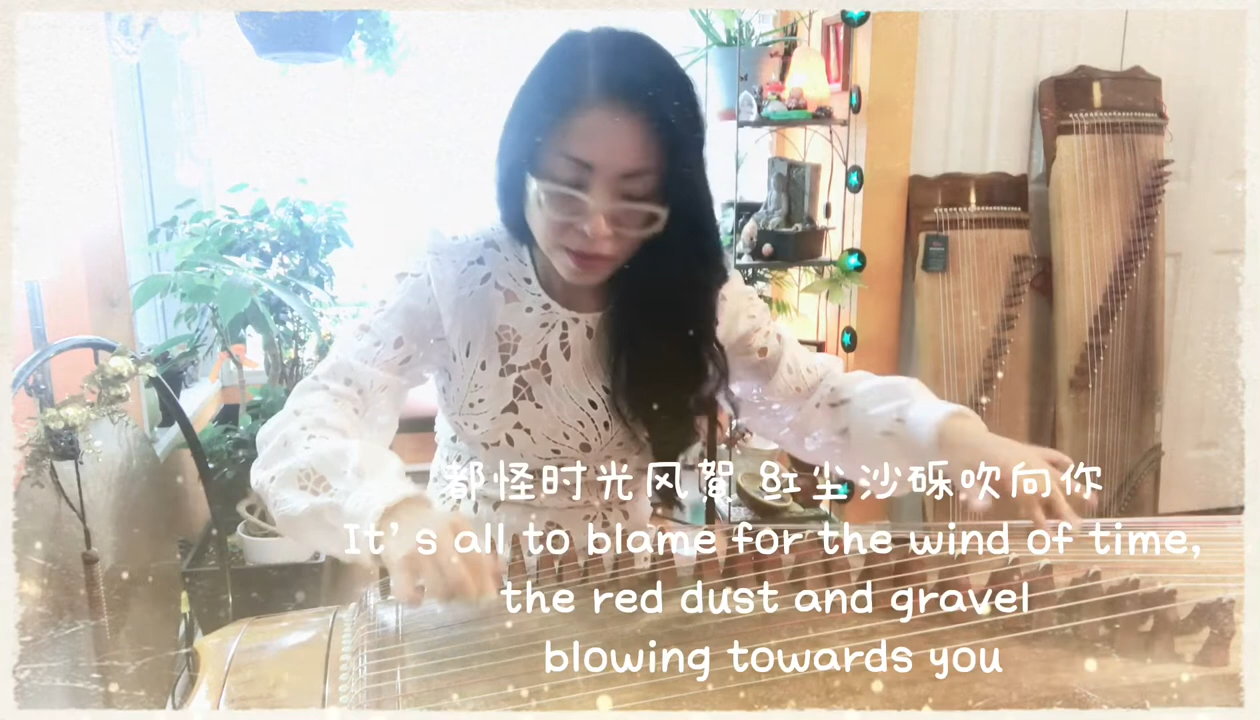 都怪时光风驾 红尘沙砾吹向你
It's all to blame for the wind of time,
the red dust and gravel
blowing towards you